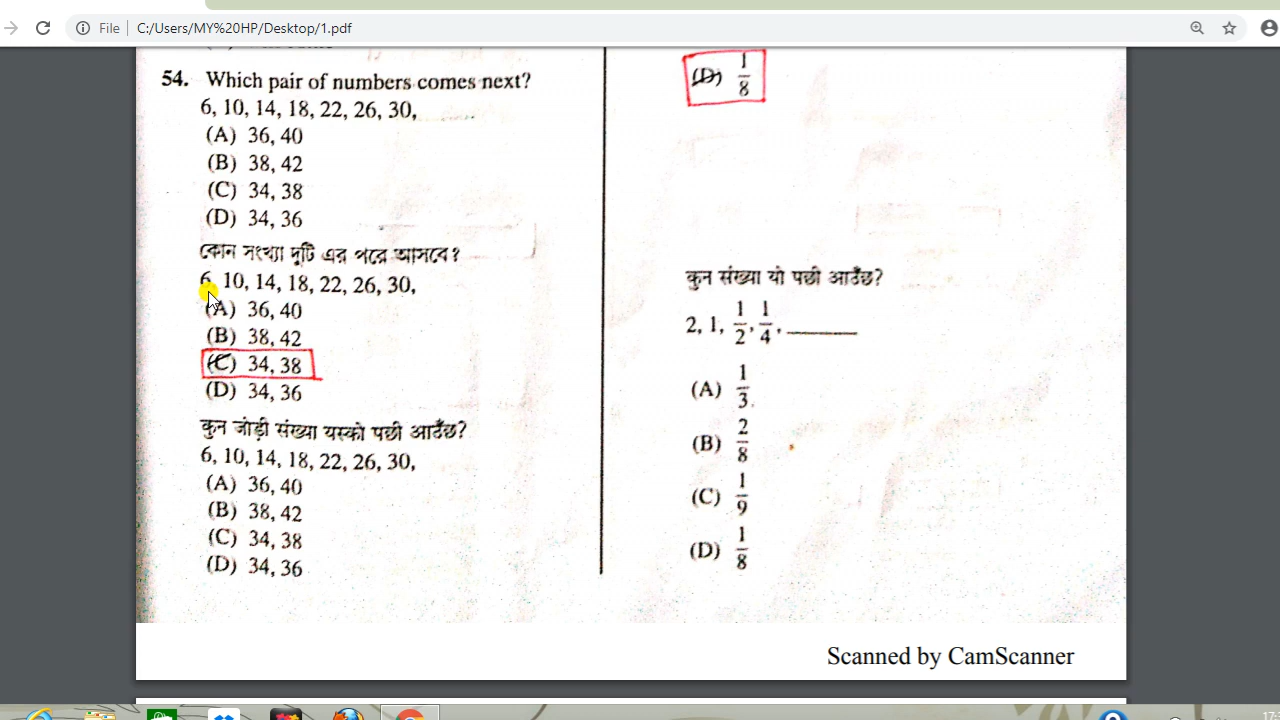 File | C:/Users/MY%20HP/Desktop/1.pdf
54. Which pair of numbers comes next?
6, 10, 14, 18, 22, 26, 30,
(A) 36, 40
(B) 38, 42
(C) 34, 38
(D) 34, 36
কোন সংখ্যা দুটি এর পরে আসবে?
6, 10, 14, 18, 22, 26, 30,
(A) 36, 40
(B) 38, 42
(C) 34, 38
(D) 34, 36
कुन जोड़ी संख्या यस्को पछी आउँछ?
6, 10, 14, 18, 22, 26, 30,
(A) 36, 40
(B) 38, 42
(C) 34, 38
(D) 34, 36
(D) 1/8
कुन संख्या यो पछी आउँछ?
2, 1, 1/2, 1/4, ______
(A) 1/3
(B) 2/8
(C) 1/9
(D) 1/8
Scanned by CamScanner